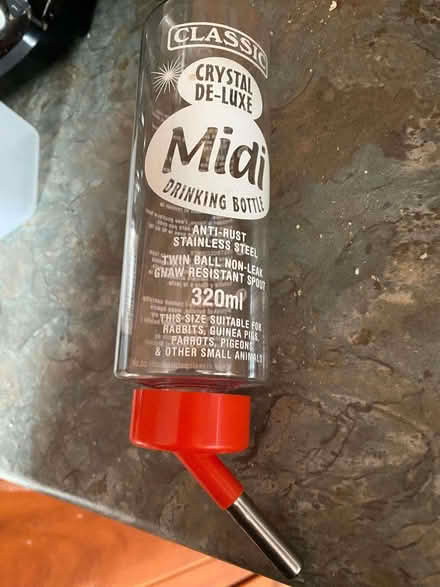 CLASSIC
CRYSTAL
DE-LUXE
Midi
DRINKING BOTTLE
ANTI-RUST
STAINLESS STEEL
TWIN BALL NON-LEAK
GNAW RESISTANT SPOUT
320ml
THIS SIZE SUITABLE FOR
RABBITS, GUINEA PIGS,
PARROTS, PIGEONS
& OTHER SMALL ANIMALS